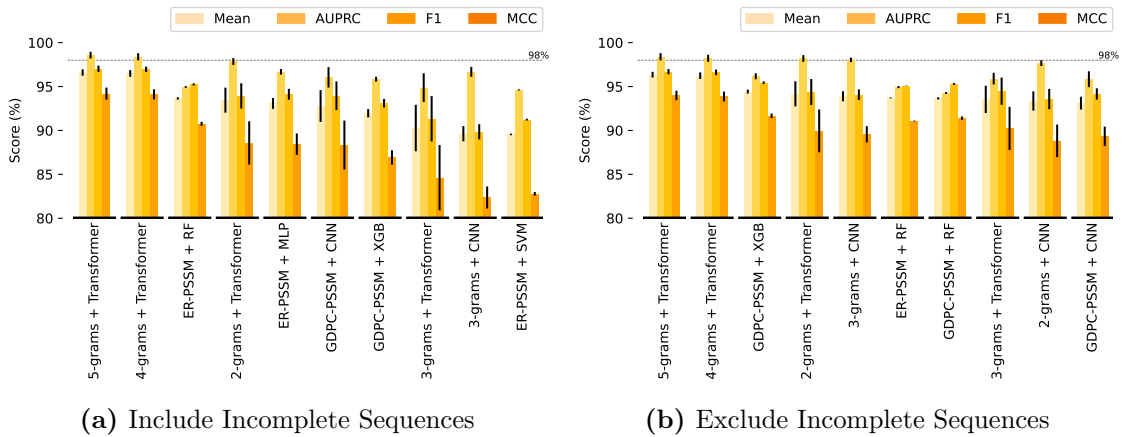 Mean AUPRC F1 MCC
100
95
90
85
80
Score (%)
98%
5-grams + Transformer
4-grams + Transformer
ER-PSSM + RF
2-grams + Transformer
ER-PSSM + MLP
GDPC-PSSM + CNN
GDPC-PSSM + XGB
3-grams + Transformer
3-grams + CNN
ER-PSSM + SVM
(a) Include Incomplete Sequences
Mean AUPRC F1 MCC
100
95
90
85
80
Score (%)
98%
5-grams + Transformer
4-grams + Transformer
GDPC-PSSM + XGB
2-grams + Transformer
3-grams + CNN
ER-PSSM + RF
GDPC-PSSM + RF
3-grams + Transformer
2-grams + CNN
GDPC-PSSM + CNN
(b) Exclude Incomplete Sequences